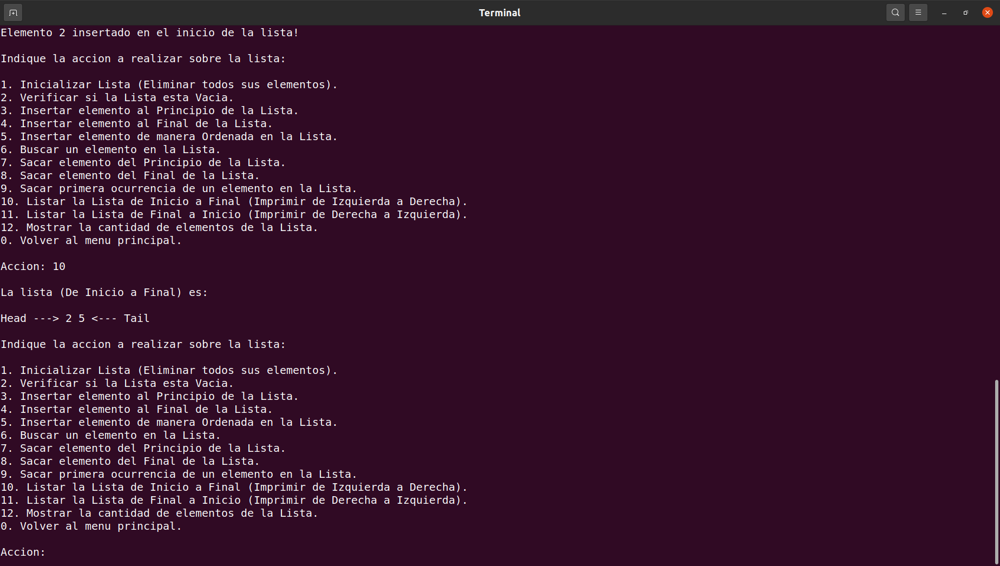 Terminal
Elemento 2 insertado en el inicio de la lista!
Indique la accion a realizar sobre la lista:
1. Inicializar Lista (Eliminar todos sus elementos).
2. Verificar si la Lista esta Vacia.
3. Insertar elemento al Principio de la Lista.
4. Insertar elemento al Final de la Lista.
5. Insertar elemento de manera Ordenada en la Lista.
6. Buscar un elemento en la Lista.
7. Sacar elemento del Principio de la Lista.
8. Sacar elemento del Final de la Lista.
9. Sacar primera ocurrencia de un elemento en la Lista.
10. Listar la Lista de Inicio a Final (Imprimir de Izquierda a Derecha).
11. Listar la Lista de Final a Inicio (Imprimir de Derecha a Izquierda).
12. Mostrar la cantidad de elementos de la Lista.
0. Volver al menu principal.
Accion: 10
La lista (De Inicio a Final) es:
Head ---> 2 5 <--- Tail
Indique la accion a realizar sobre la lista:
1. Inicializar Lista (Eliminar todos sus elementos).
2. Verificar si la Lista esta Vacia.
3. Insertar elemento al Principio de la Lista.
4. Insertar elemento al Final de la Lista.
5. Insertar elemento de manera Ordenada en la Lista.
6. Buscar un elemento en la Lista.
7. Sacar elemento del Principio de la Lista.
8. Sacar elemento del Final de la Lista.
9. Sacar primera ocurrencia de un elemento en la Lista.
10. Listar la Lista de Inicio a Final (Imprimir de Izquierda a Derecha).
11. Listar la Lista de Final a Inicio (Imprimir de Derecha a Izquierda).
12. Mostrar la cantidad de elementos de la Lista.
0. Volver al menu principal.
Accion: